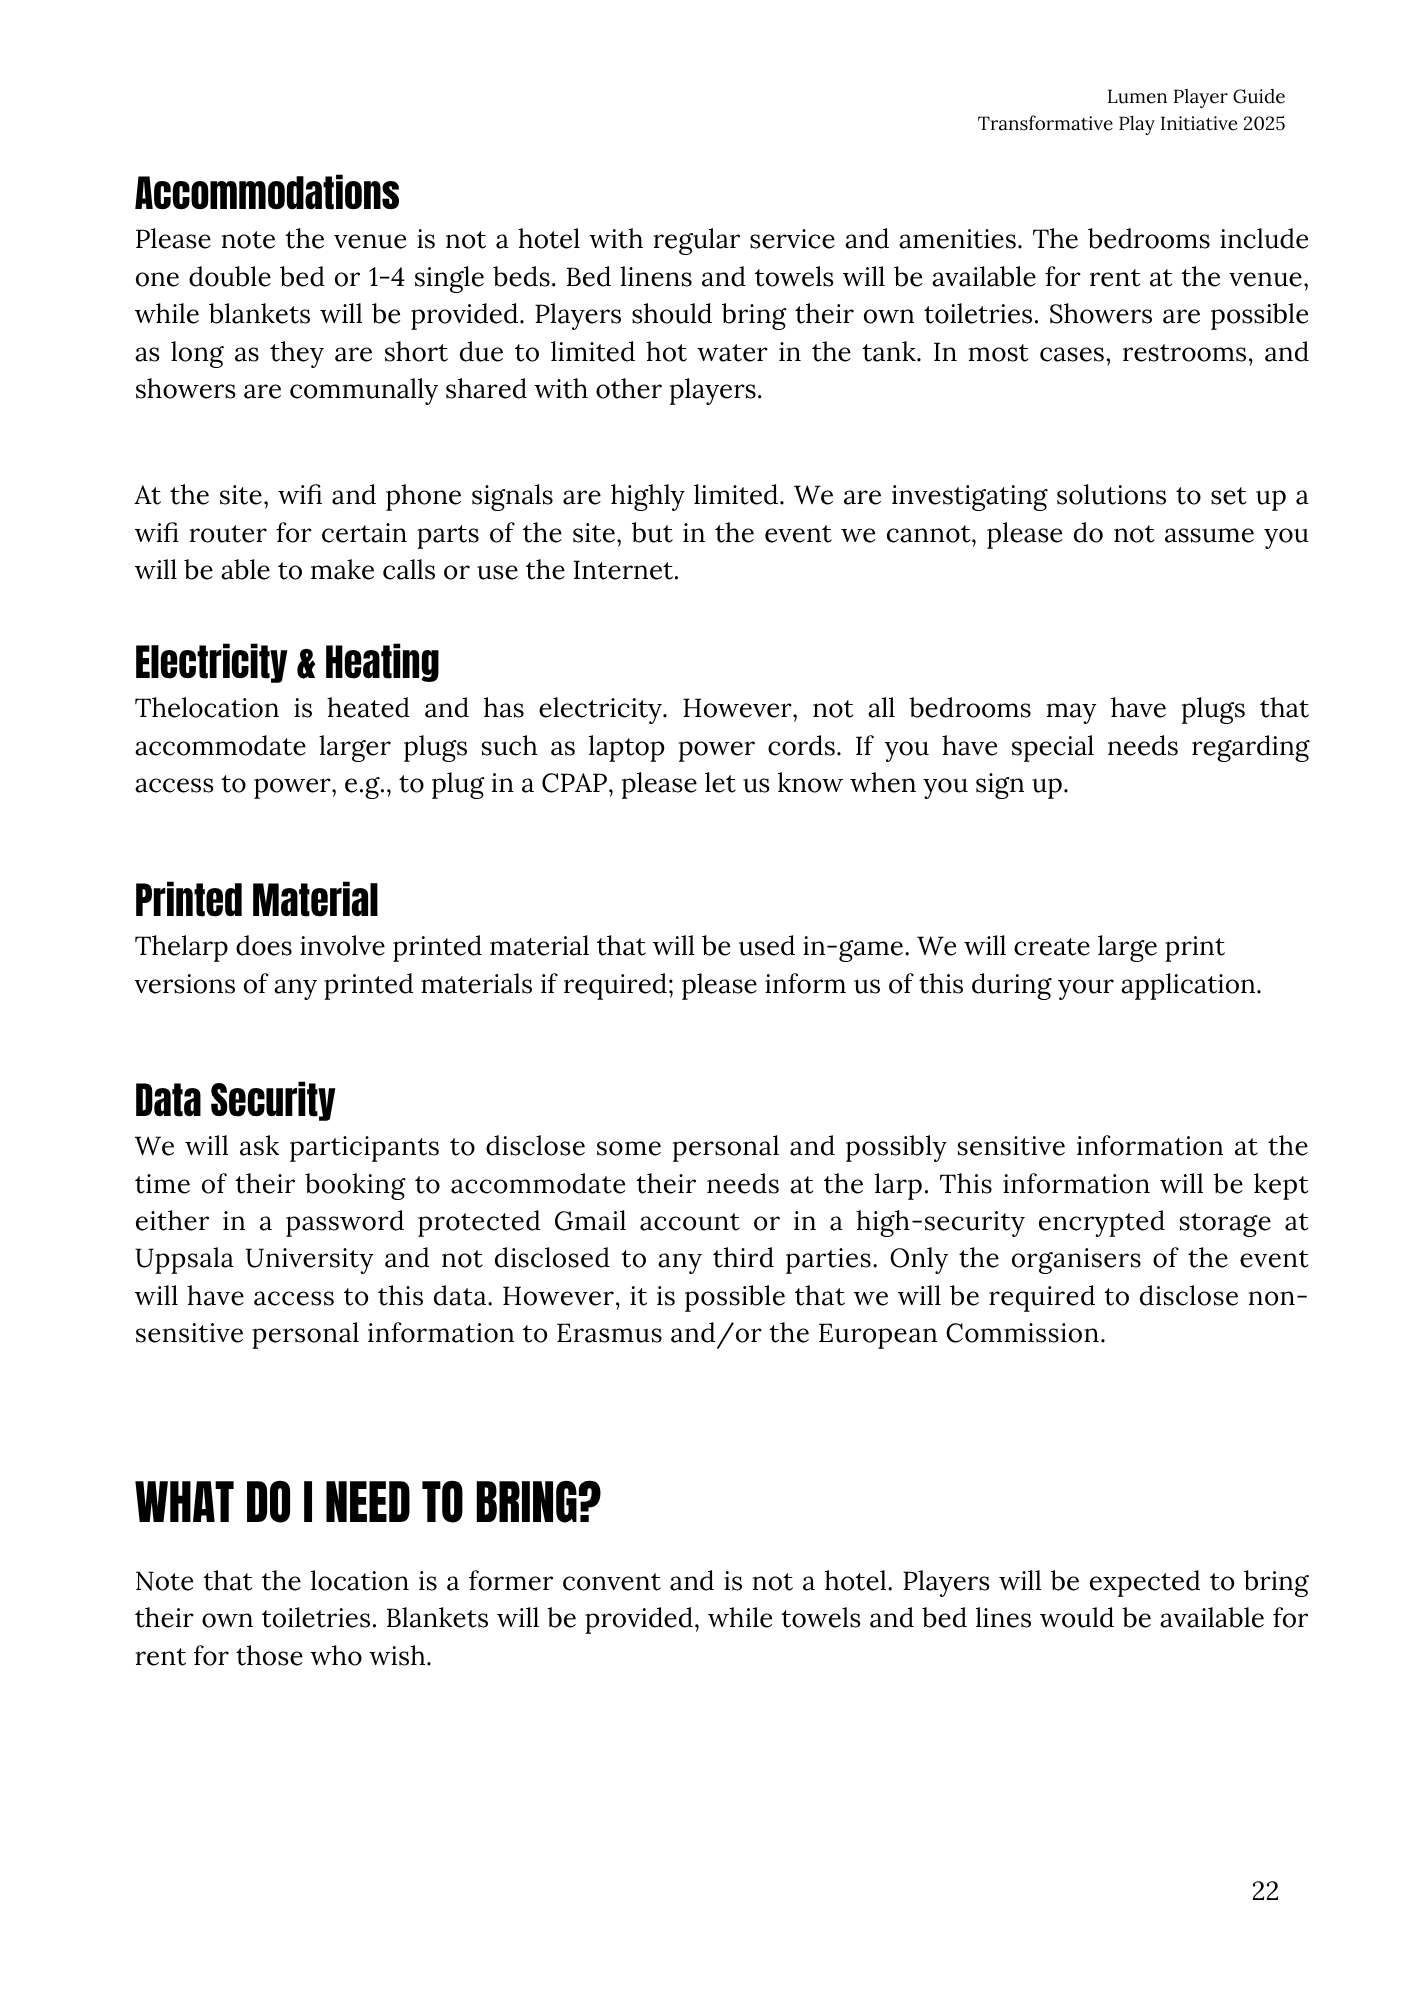 Lumen Player Guide
Transformative Play Initiative 2025
Accommodations
Please note the venue is not a hotel with regular service and amenities. The bedrooms include
one double bed or 1-4 single beds. Bed linens and towels will be available for rent at the venue,
while blankets will be provided. Players should bring their own toiletries. Showers are possible
as long as they are short due to limited hot water in the tank. In most cases, restrooms, and
showers are communally shared with other players.
At the site, wifi and phone signals are highly limited. We are investigating solutions to set up a
wifi router for certain parts of the site, but in the event we cannot, please do not assume you
will be able to make calls or use the Internet.
Electricity & Heating
Thelocation is heated and has electricity. However, not all bedrooms may have plugs that
accommodate larger plugs such as laptop power cords. If you have special needs regarding
access to power, e.g., to plug in a CPAP, please let us know when you sign up.
Printed Material
Thelarp does involve printed material that will be used in-game. We will create large print
versions of any printed materials if required; please inform us of this during your application.
Data Security
We will ask participants to disclose some personal and possibly sensitive information at the
time of their booking to accommodate their needs at the larp. This information will be kept
either in a password protected Gmail account or in a high-security encrypted storage at
Uppsala University and not disclosed to any third parties. Only the organisers of the event
will have access to this data. However, it is possible that we will be required to disclose non-
sensitive personal information to Erasmus and/or the European Commission.
WHAT DO I NEED TO BRING?
Note that the location is a former convent and is not a hotel. Players will be expected to bring
their own toiletries. Blankets will be provided, while towels and bed lines would be available for
rent for those who wish.
22